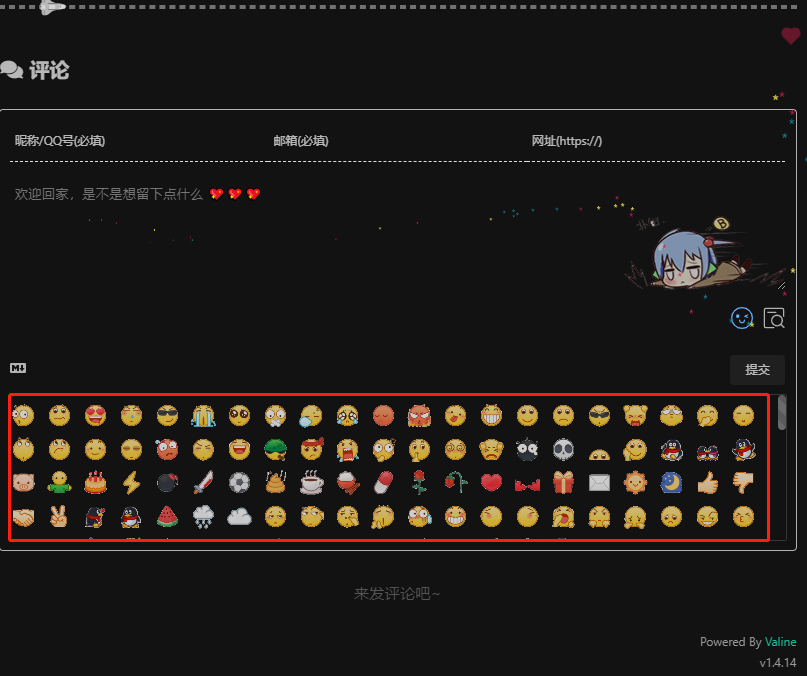 评论
昵称/QQ号(必填) 邮箱(必填) 网址(https://)
欢迎回家，是不是想留下点什么
B
提交
来发评论吧~
Powered By Valine
v1.4.14